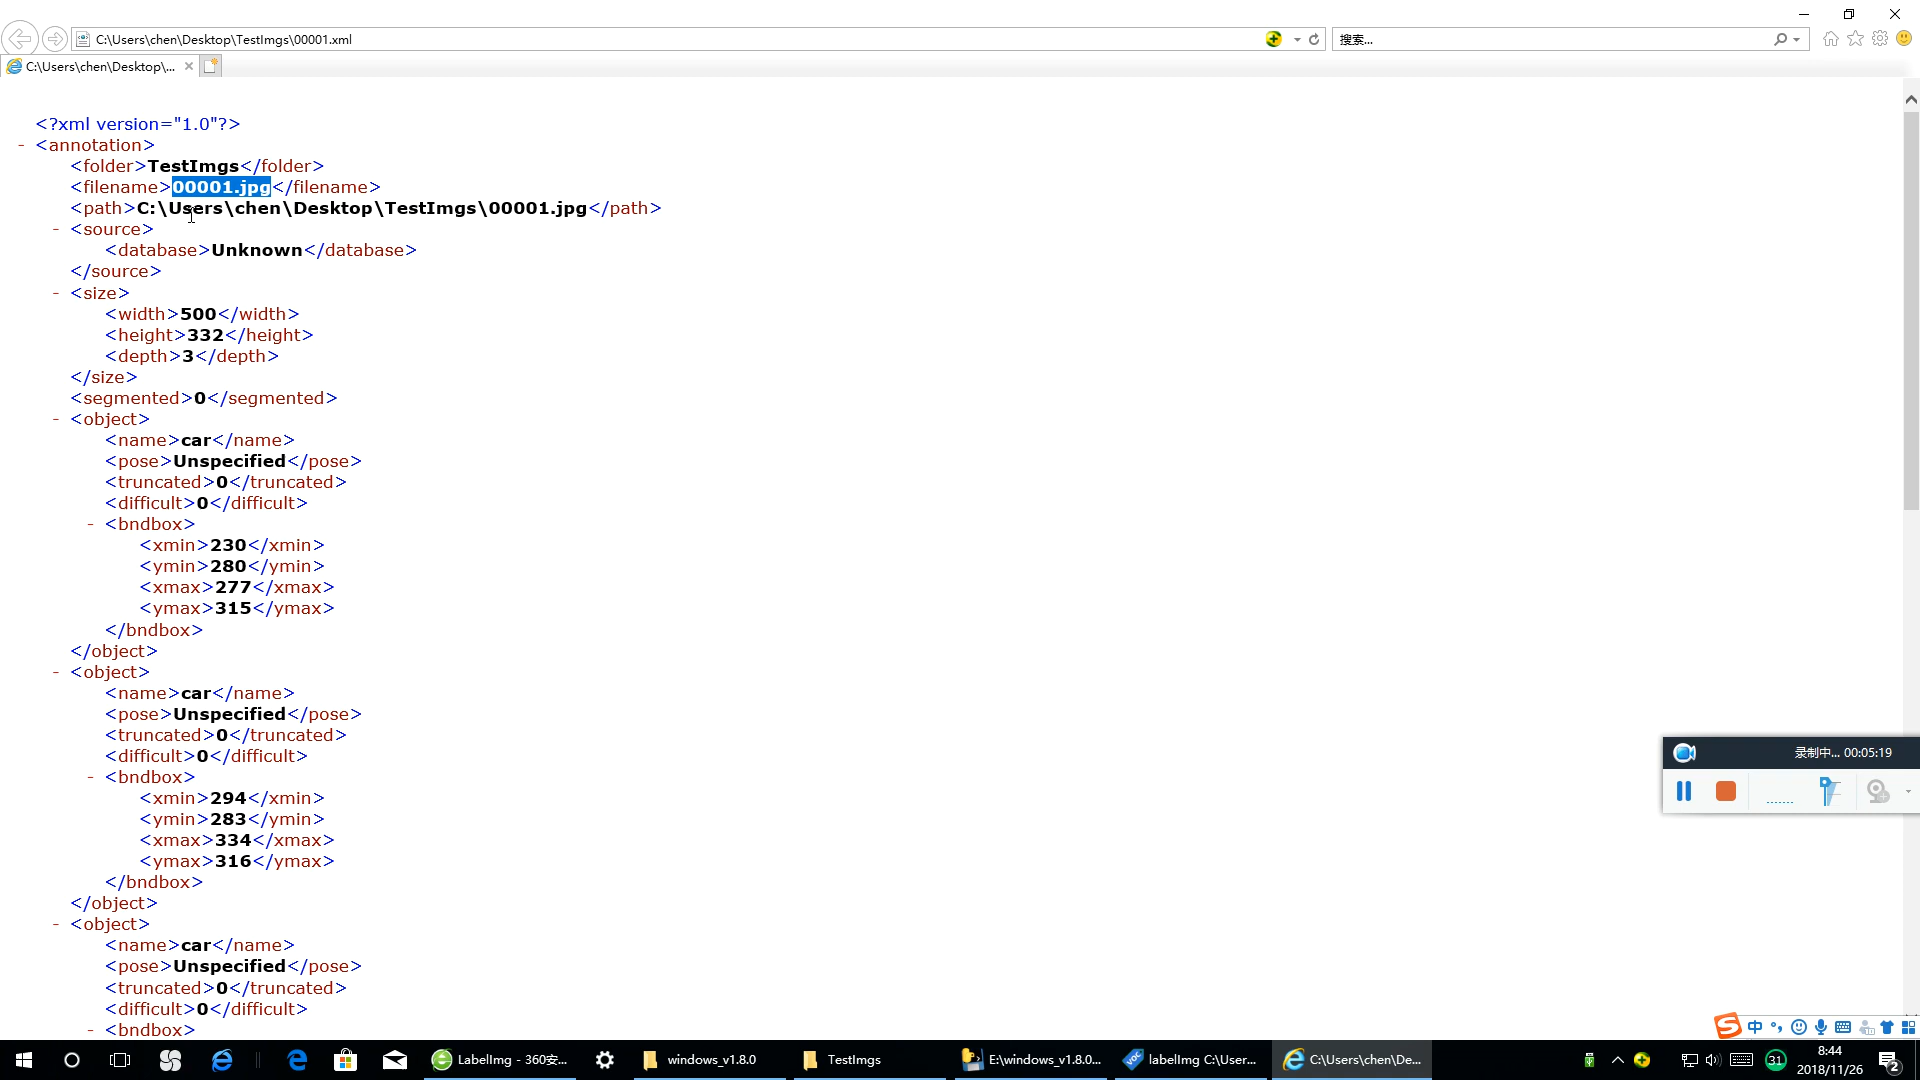 C:\Users\chen\Desktop\TestImgs\00001.xml
搜索...
C:\Users\chen\Desktop\...
<?xml version="1.0"?>
- <annotation>
<folder>TestImgs</folder>
<filename>00001.jpg</filename>
<path>C:\Users\chen\Desktop\TestImgs\00001.jpg</path>
- <source>
<database>Unknown</database>
</source>
- <size>
<width>500</width>
<height>332</height>
<depth>3</depth>
</size>
<segmented>0</segmented>
- <object>
<name>car</name>
<pose>Unspecified</pose>
<truncated>0</truncated>
<difficult>0</difficult>
- <bndbox>
<xmin>230</xmin>
<ymin>280</ymin>
<xmax>277</xmax>
<ymax>315</ymax>
</bndbox>
</object>
- <object>
<name>car</name>
<pose>Unspecified</pose>
<truncated>0</truncated>
<difficult>0</difficult>
- <bndbox>
<xmin>294</xmin>
<ymin>283</ymin>
<xmax>334</xmax>
<ymax>316</ymax>
</bndbox>
</object>
- <object>
<name>car</name>
<pose>Unspecified</pose>
<truncated>0</truncated>
<difficult>0</difficult>
- <bndbox>
录制中... 00:05:19
中
LabelImg - 360安... windows_v1.8.0 TestImgs E:\windows_v1.8.0... labelImg C:\User... C:\Users\chen\De... 31 8:44
2018/11/26 2